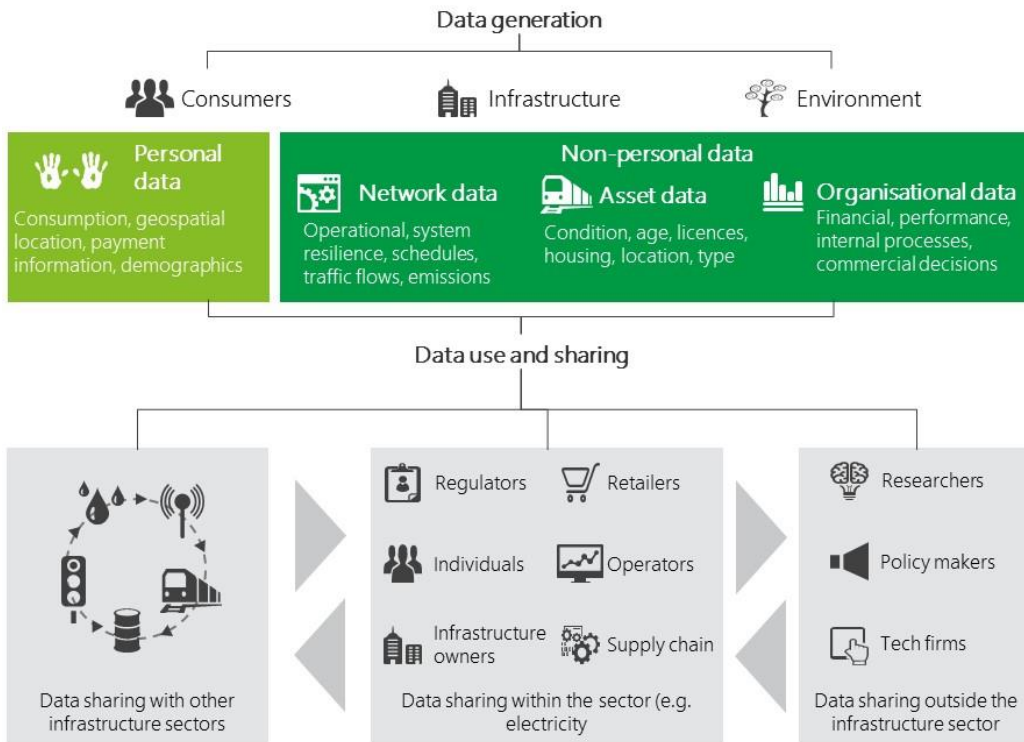 Data generation
Consumers
Infrastructure
Environment
Personal
data
Consumption, geospatial
location, payment
information, demographics
Non-personal data
Network data
Operational, system
resilience, schedules,
traffic flows, emissions
Asset data
Condition, age, licences,
housing, location, type
Organisational data
Financial, performance,
internal processes,
commercial decisions
Data use and sharing
Data sharing with other
infrastructure sectors
Regulators
Retailers
Individuals
Operators
Infrastructure
owners
Supply chain
Data sharing within the sector (e.g.
electricity
Researchers
Policy makers
Tech firms
Data sharing outside the
infrastructure sector